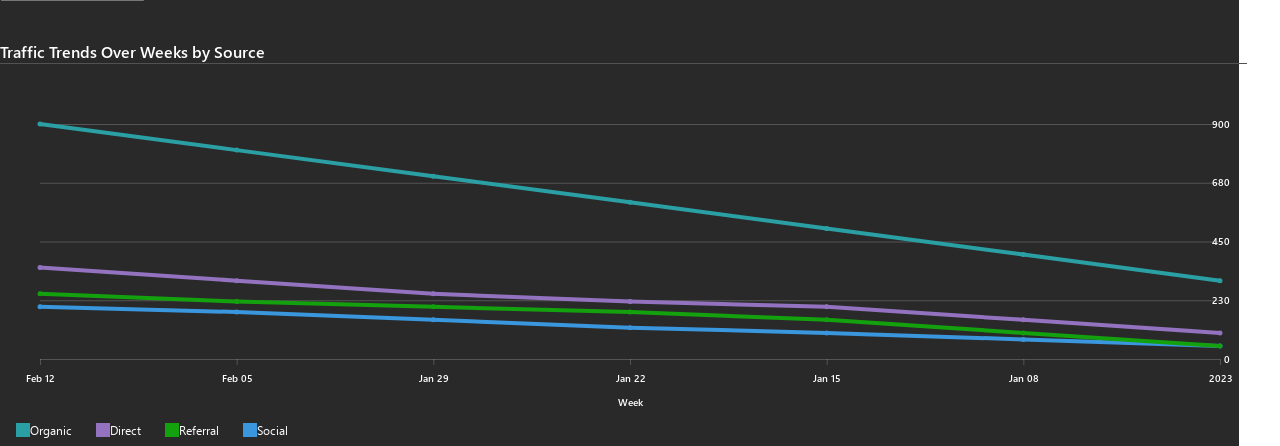 Traffic Trends Over Weeks by Source
900
680
450
230
0
Feb 12 Feb 05 Jan 29 Jan 22 Jan 15 Jan 08 2023
Week
Organic Direct Referral Social